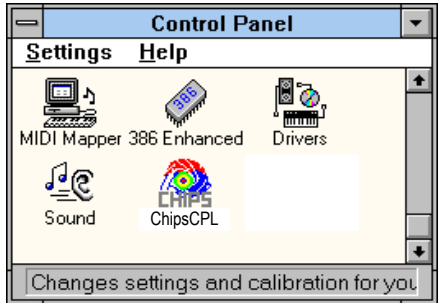 Control Panel
Settings Help
386
MIDI Mapper 386 Enhanced Drivers
CHIPS
Sound ChipsCPL
Changes settings and calibration for you